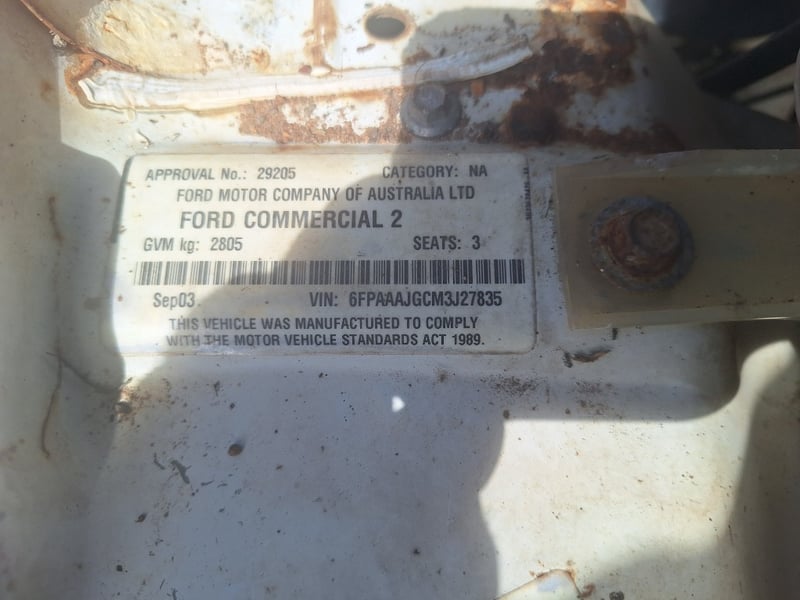 APPROVAL No.: 29205 CATEGORY: NA
FORD MOTOR COMPANY OF AUSTRALIA LTD
FORD COMMERCIAL 2
GVM kg: 2805 SEATS: 3
Sep03 VIN: 6FPAAAJGCM3J27835
THIS VEHICLE WAS MANUFACTURED TO COMPLY
WITH THE MOTOR VEHICLE STANDARDS ACT 1989.